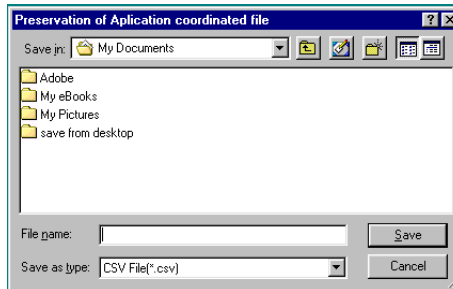 Preservation of Aplication coordinated file
Save in: My Documents
Adobe
My eBooks
My Pictures
save from desktop
File name:
Save
Save as type: CSV File(*.csv)
Cancel